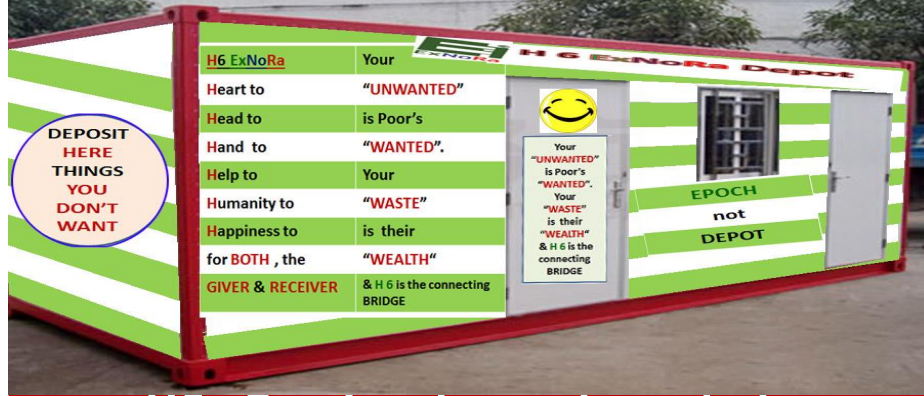 DEPOSIT
HERE
THINGS
YOU
DON'T
WANT
H6 ExNoRa Your
Heart to “UNWANTED”
Head to is Poor’s
Hand to “WANTED”.
Help to Your
Humanity to “WASTE”
Happiness to is their
for BOTH , the “WEALTH“
GIVER & RECEIVER & H 6 is the connecting
BRIDGE
ExNoRa
H 6 ExNoRa Depot
Your
“UNWANTED”
is Poor’s
“WANTED”.
Your
“WASTE”
is their
“WEALTH“
& H 6 is the
connecting
BRIDGE
EPOCH
not
DEPOT